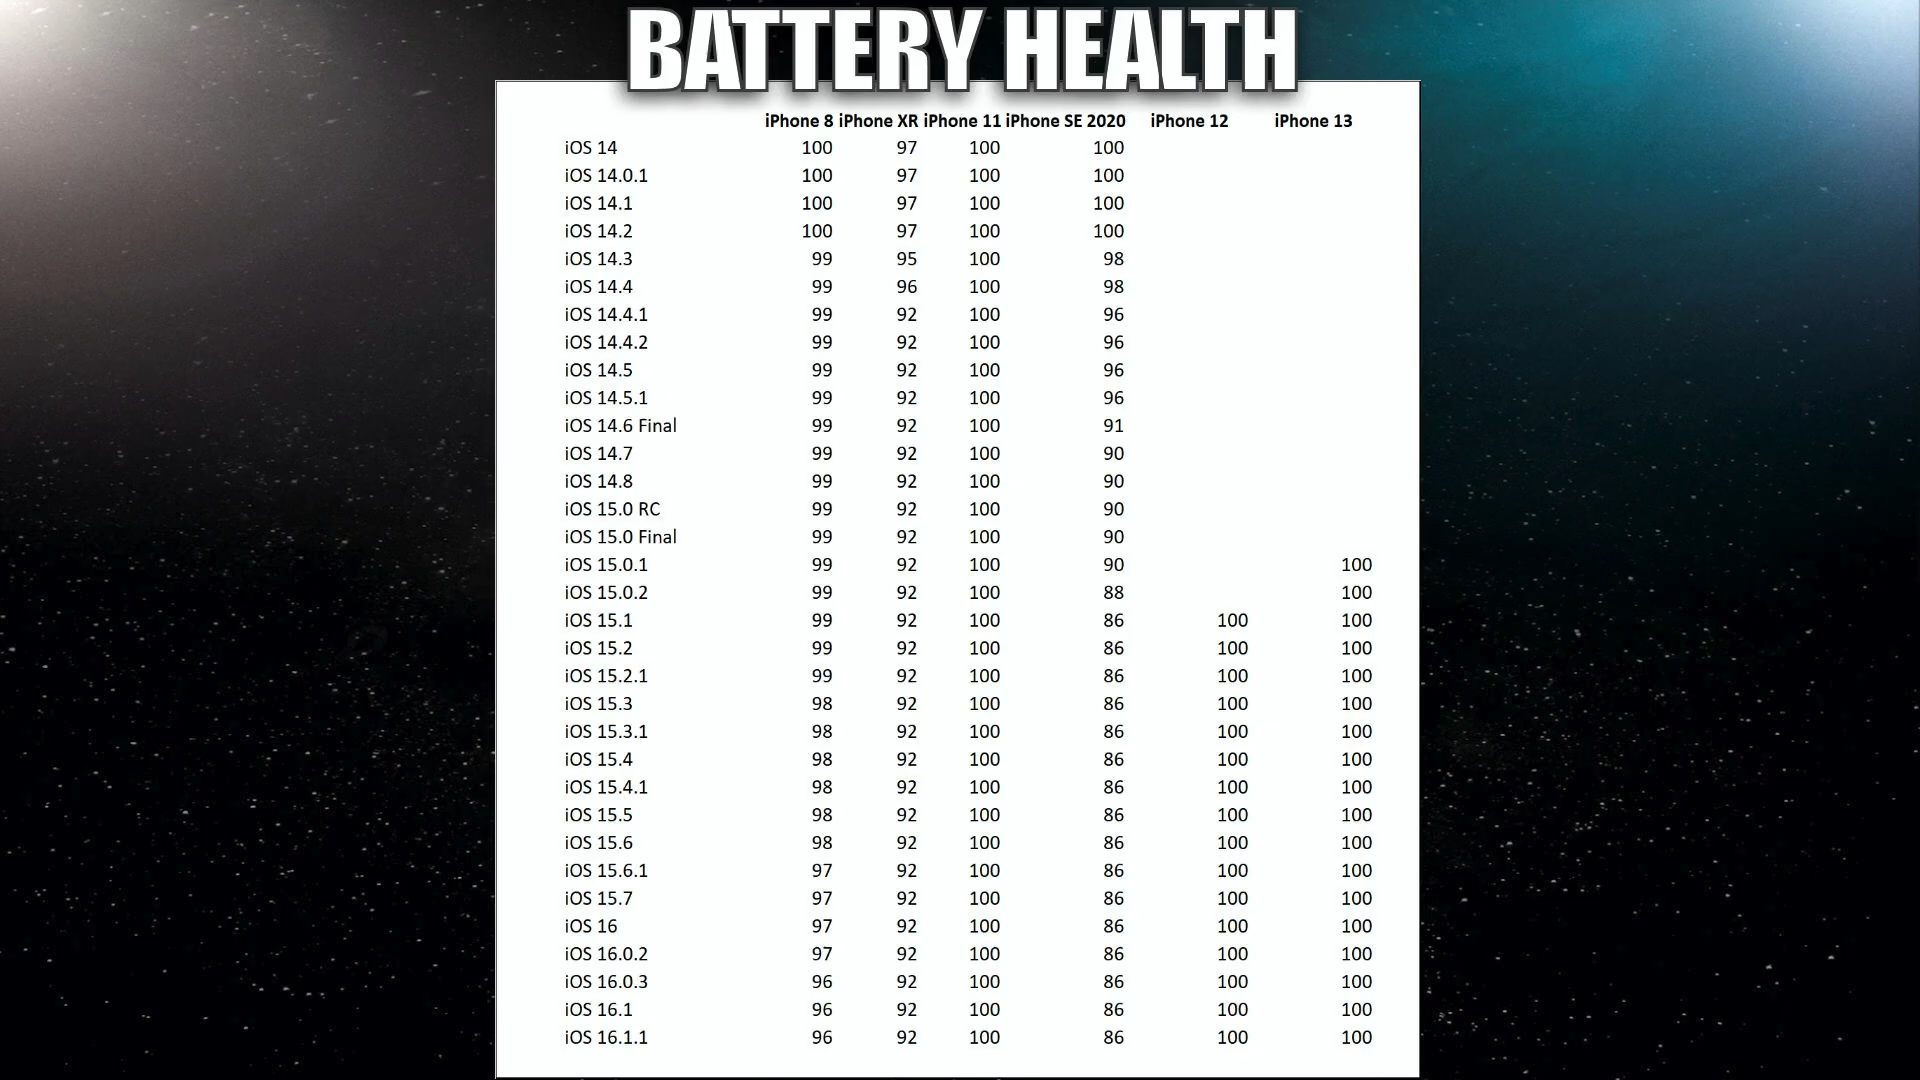 BATTERY HEALTH
iPhone 8 iPhone XR iPhone 11 iPhone SE 2020 iPhone 12 iPhone 13
iOS 14 100 97 100 100
iOS 14.0.1 100 97 100 100
iOS 14.1 100 97 100 100
iOS 14.2 100 97 100 100
iOS 14.3 99 95 100 98
iOS 14.4 99 96 100 98
iOS 14.4.1 99 92 100 96
iOS 14.4.2 99 92 100 96
iOS 14.5 99 92 100 96
iOS 14.5.1 99 92 100 96
iOS 14.6 Final 99 92 100 91
iOS 14.7 99 92 100 90
iOS 14.8 99 92 100 90
iOS 15.0 RC 99 92 100 90
iOS 15.0 Final 99 92 100 90
iOS 15.0.1 99 92 100 90 100
iOS 15.0.2 99 92 100 88 100
iOS 15.1 99 92 100 86 100 100
iOS 15.2 99 92 100 86 100 100
iOS 15.2.1 99 92 100 86 100 100
iOS 15.3 98 92 100 86 100 100
iOS 15.3.1 98 92 100 86 100 100
iOS 15.4 98 92 100 86 100 100
iOS 15.4.1 98 92 100 86 100 100
iOS 15.5 98 92 100 86 100 100
iOS 15.6 98 92 100 86 100 100
iOS 15.6.1 97 92 100 86 100 100
iOS 15.7 97 92 100 86 100 100
iOS 16 97 92 100 86 100 100
iOS 16.0.2 97 92 100 86 100 100
iOS 16.0.3 96 92 100 86 100 100
iOS 16.1 96 92 100 86 100 100
iOS 16.1.1 96 92 100 86 100 100